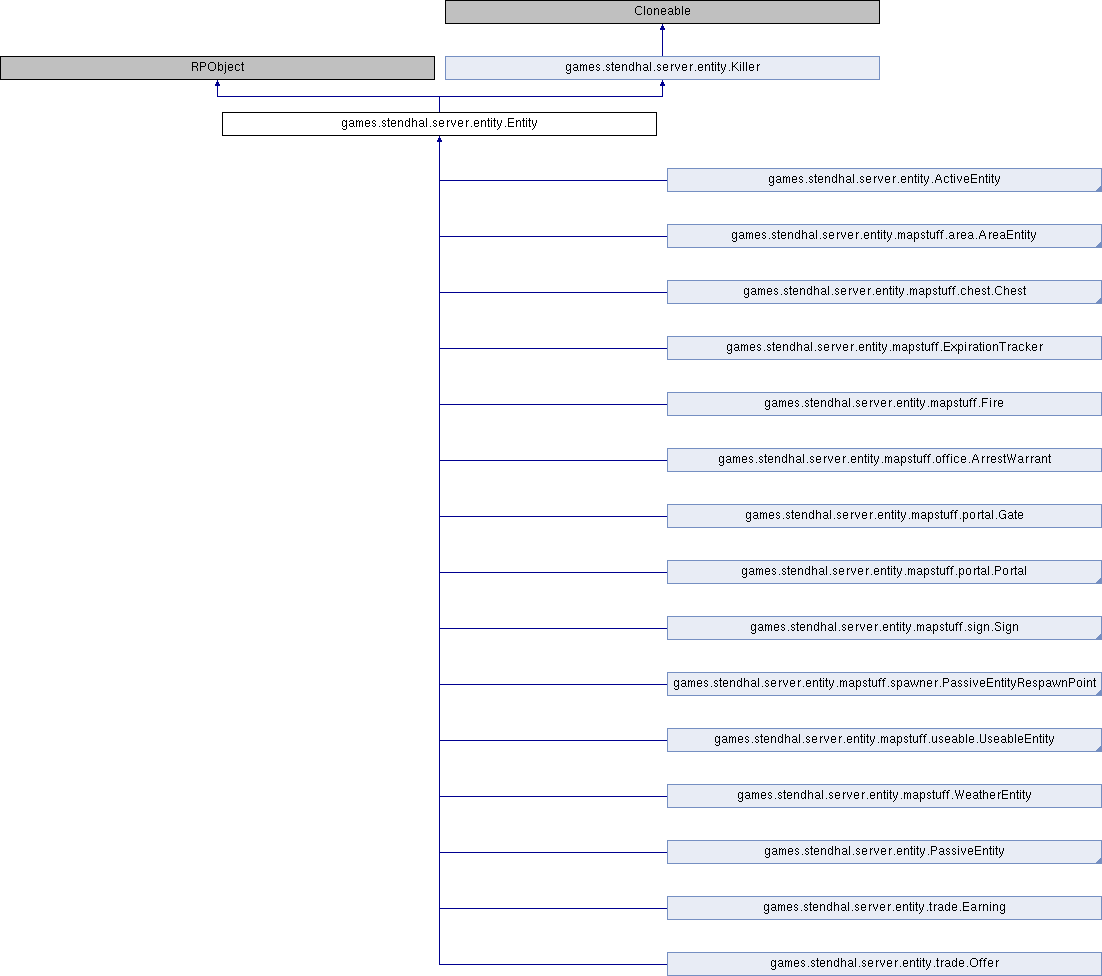 Cloneable
RPObject
games.stendhal.server.entity.Killer
games.stendhal.server.entity.Entity
games.stendhal.server.entity.ActiveEntity
games.stendhal.server.entity.mapstuff.area.AreaEntity
games.stendhal.server.entity.mapstuff.chest.Chest
games.stendhal.server.entity.mapstuff.ExpirationTracker
games.stendhal.server.entity.mapstuff.Fire
games.stendhal.server.entity.mapstuff.office.ArrestWarrant
games.stendhal.server.entity.mapstuff.portal.Gate
games.stendhal.server.entity.mapstuff.portal.Portal
games.stendhal.server.entity.mapstuff.sign.Sign
games.stendhal.server.entity.mapstuff.spawner.PassiveEntityRespawnPoint
games.stendhal.server.entity.mapstuff.useable.UseableEntity
games.stendhal.server.entity.mapstuff.WeatherEntity
games.stendhal.server.entity.PassiveEntity
games.stendhal.server.entity.trade.Earning
games.stendhal.server.entity.trade.Offer